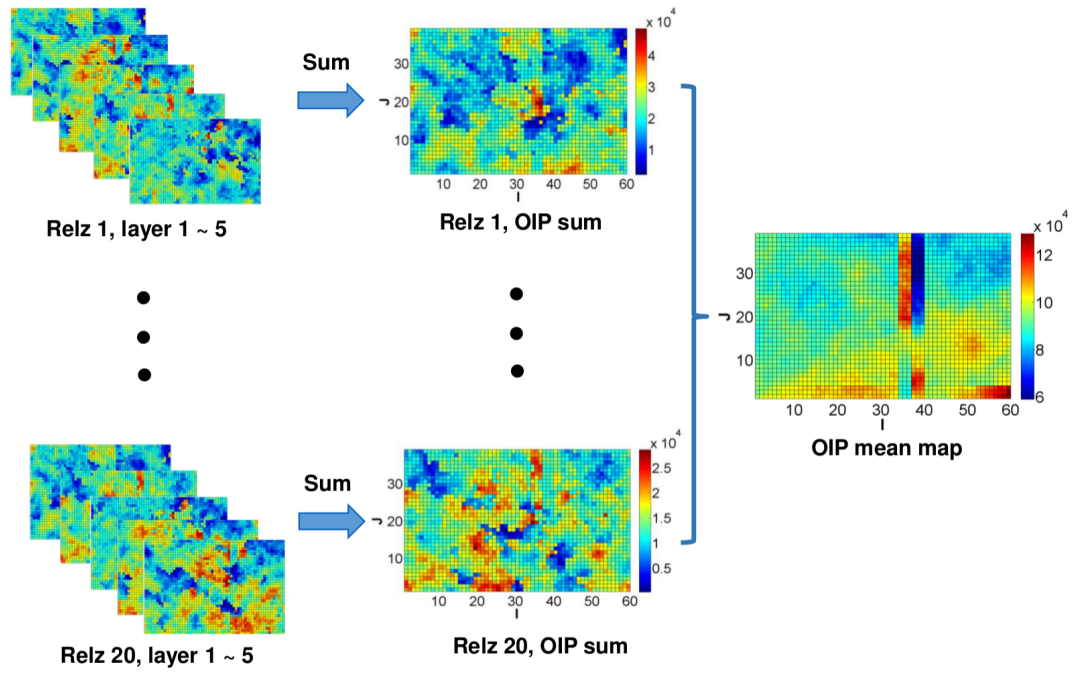 Sum
x 10^4
4
3
2
1
30
20
10
J
10 20 30 40 50 60
I
Relz 1, layer 1 ~ 5
Relz 1, OIP sum
x 10^4
12
10
8
6
30
20
10
J
10 20 30 40 50 60
I
OIP mean map
Sum
x 10^4
2.5
2
1.5
1
0.5
30
20
10
J
10 20 30 40 50 60
I
Relz 20, layer 1 ~ 5
Relz 20, OIP sum